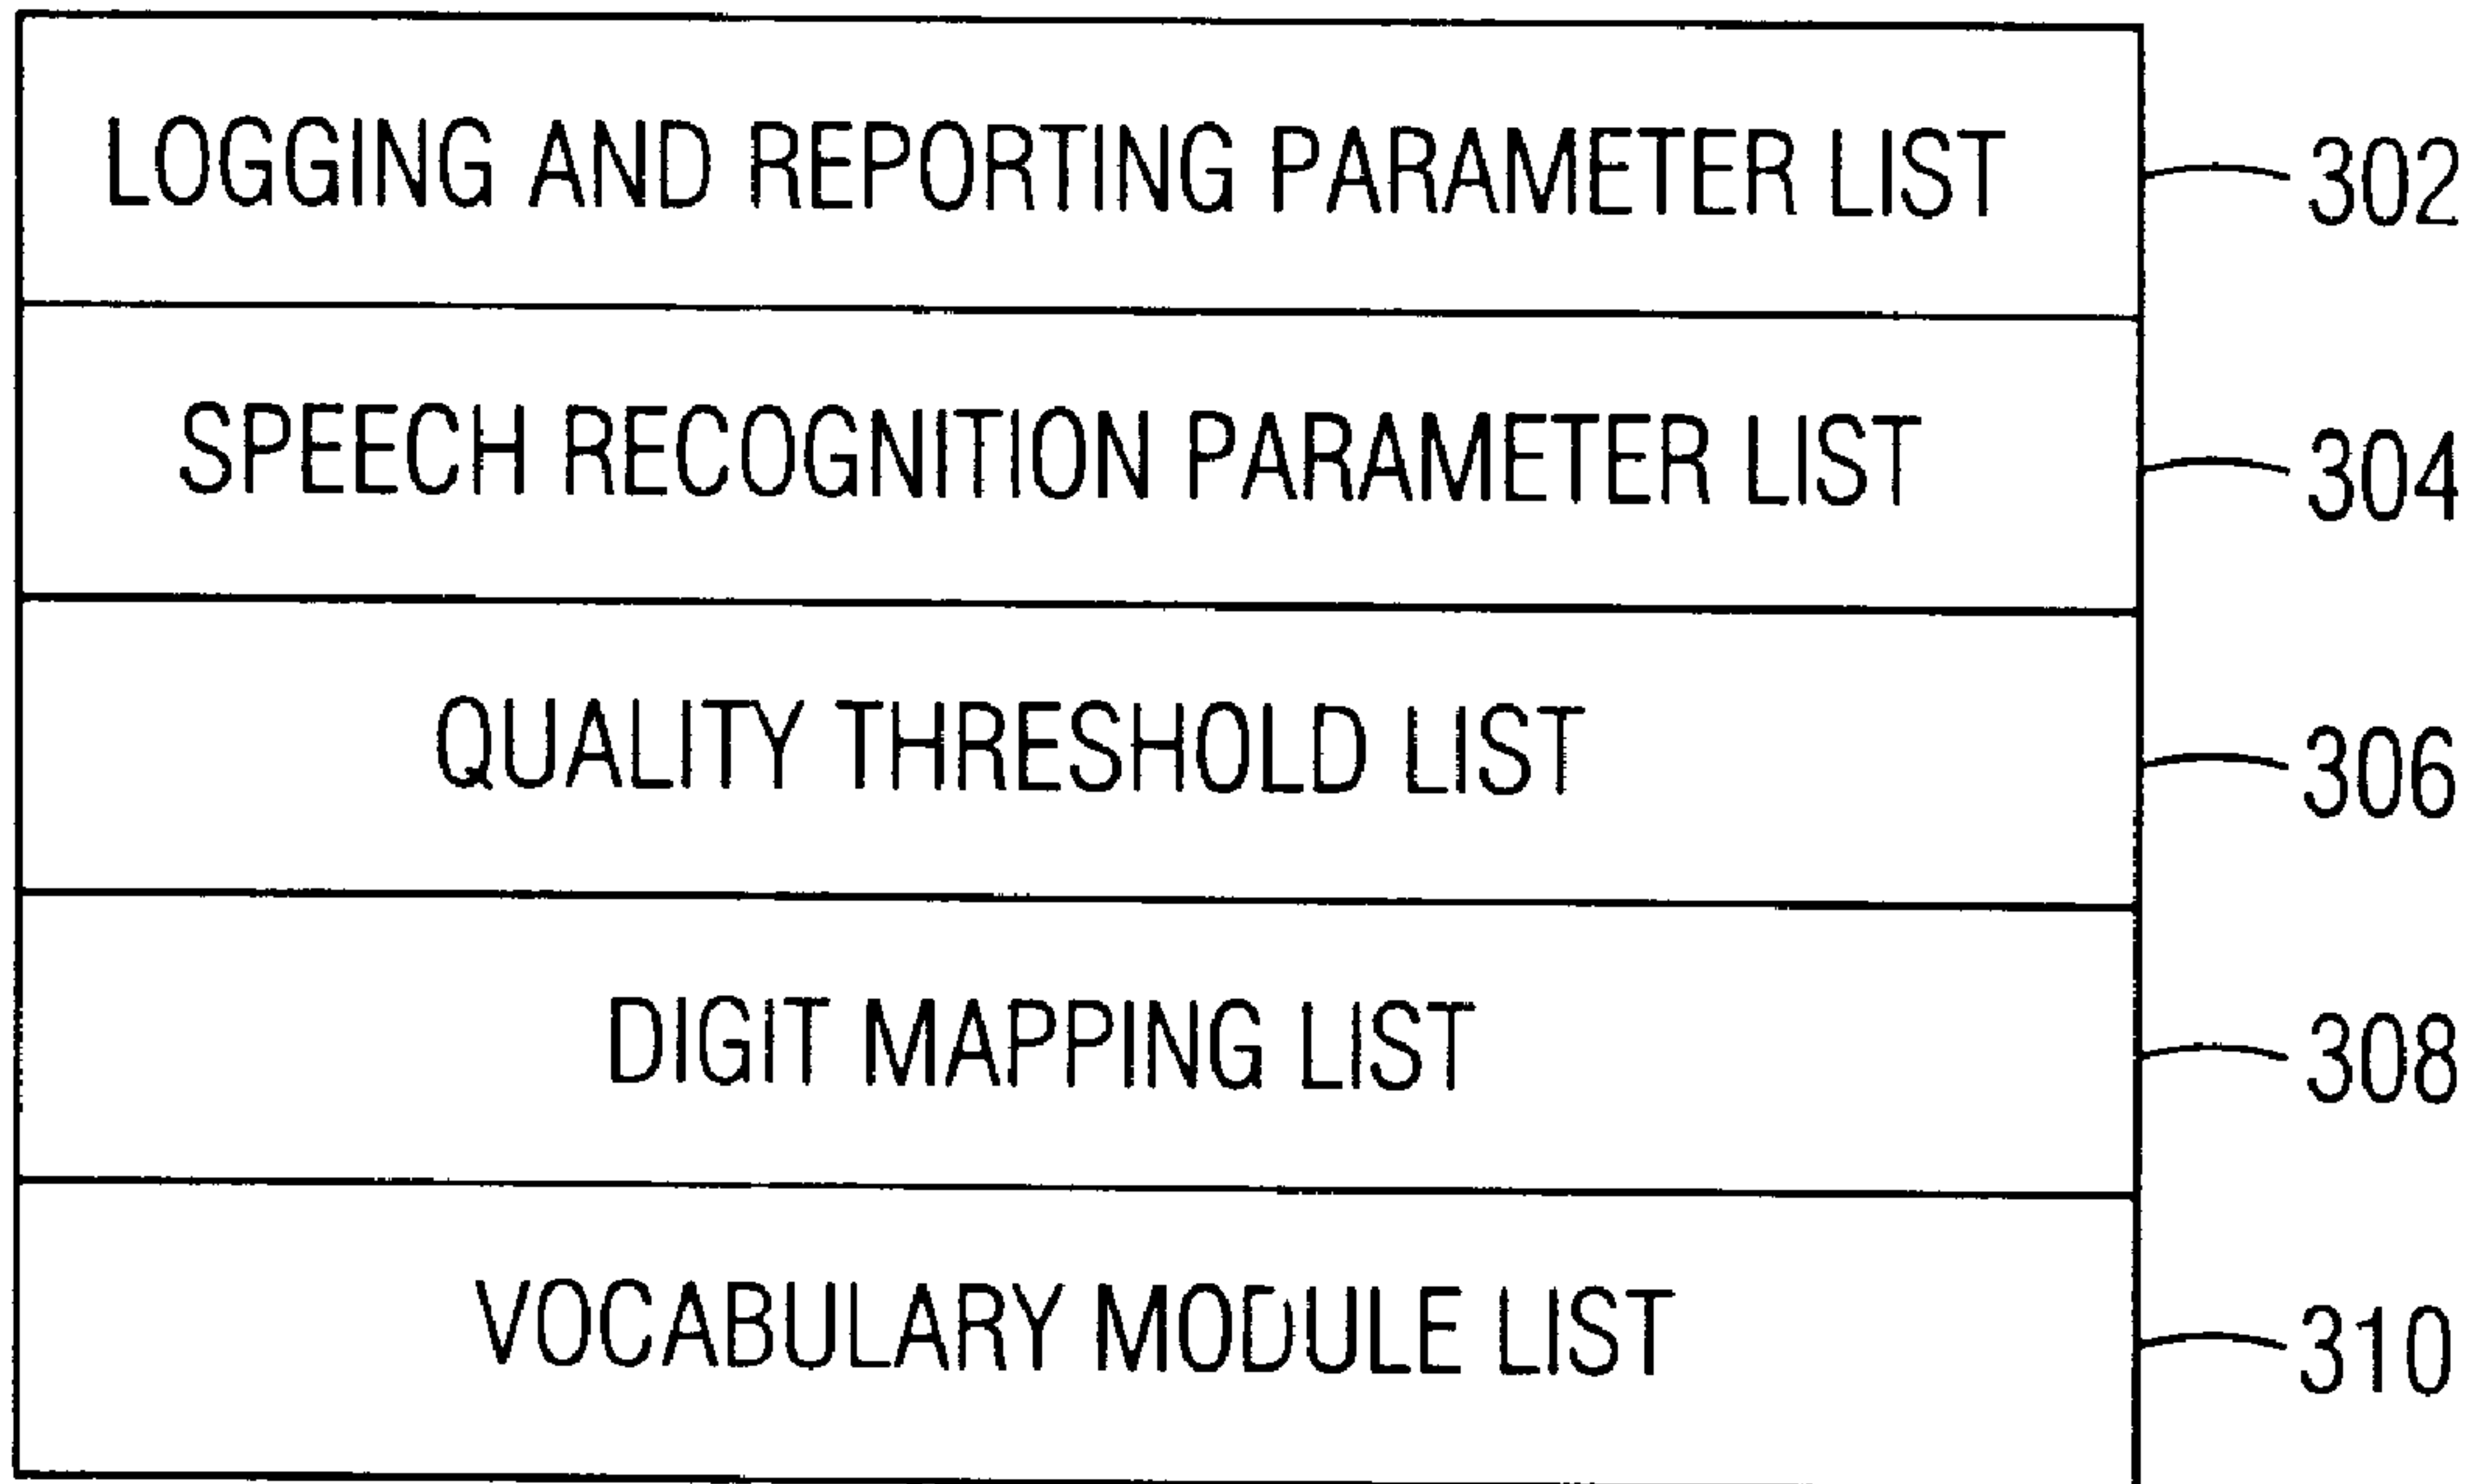 LOGGING AND REPORTING PARAMETER LIST 302
SPEECH RECOGNITION PARAMETER LIST 304
QUALITY THRESHOLD LIST 306
DIGIT MAPPING LIST 308
VOCABULARY MODULE LIST 310